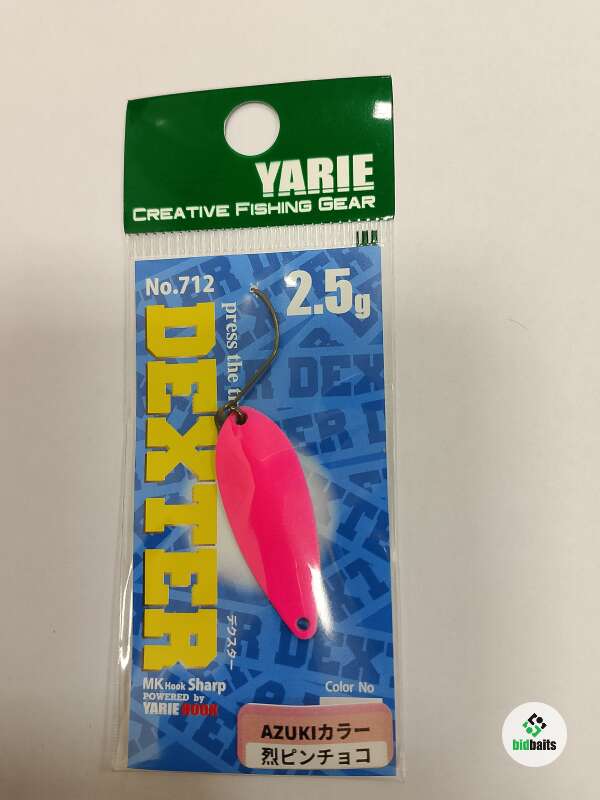 YARIE
CREATIVE FISHING GEAR
No.712
2.5g
press the
DEXTER
デクスター
MK Hook Sharp
POWERED by
YARIE HOOK
Color No
AZUKIカラー
烈ピンチョコ
bidbaits